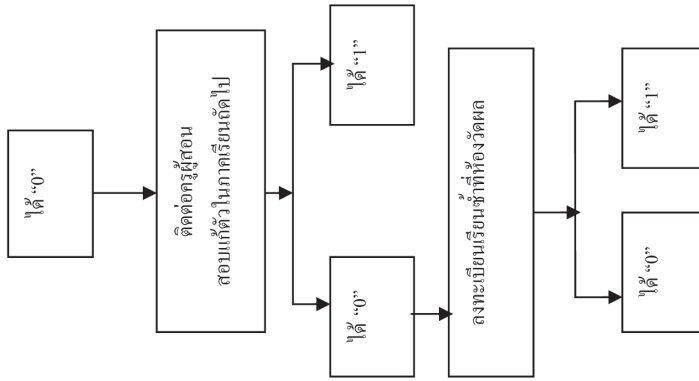 ได้ “0”
ติดต่อครูผู้สอน
สอบแก้ตัวในภาคเรียนถัดไป
ได้ “0”
ได้ “1”
ลงทะเบียนเรียนซ้ำที่ห้องวัดผล
ได้ “0”
ได้ “1”